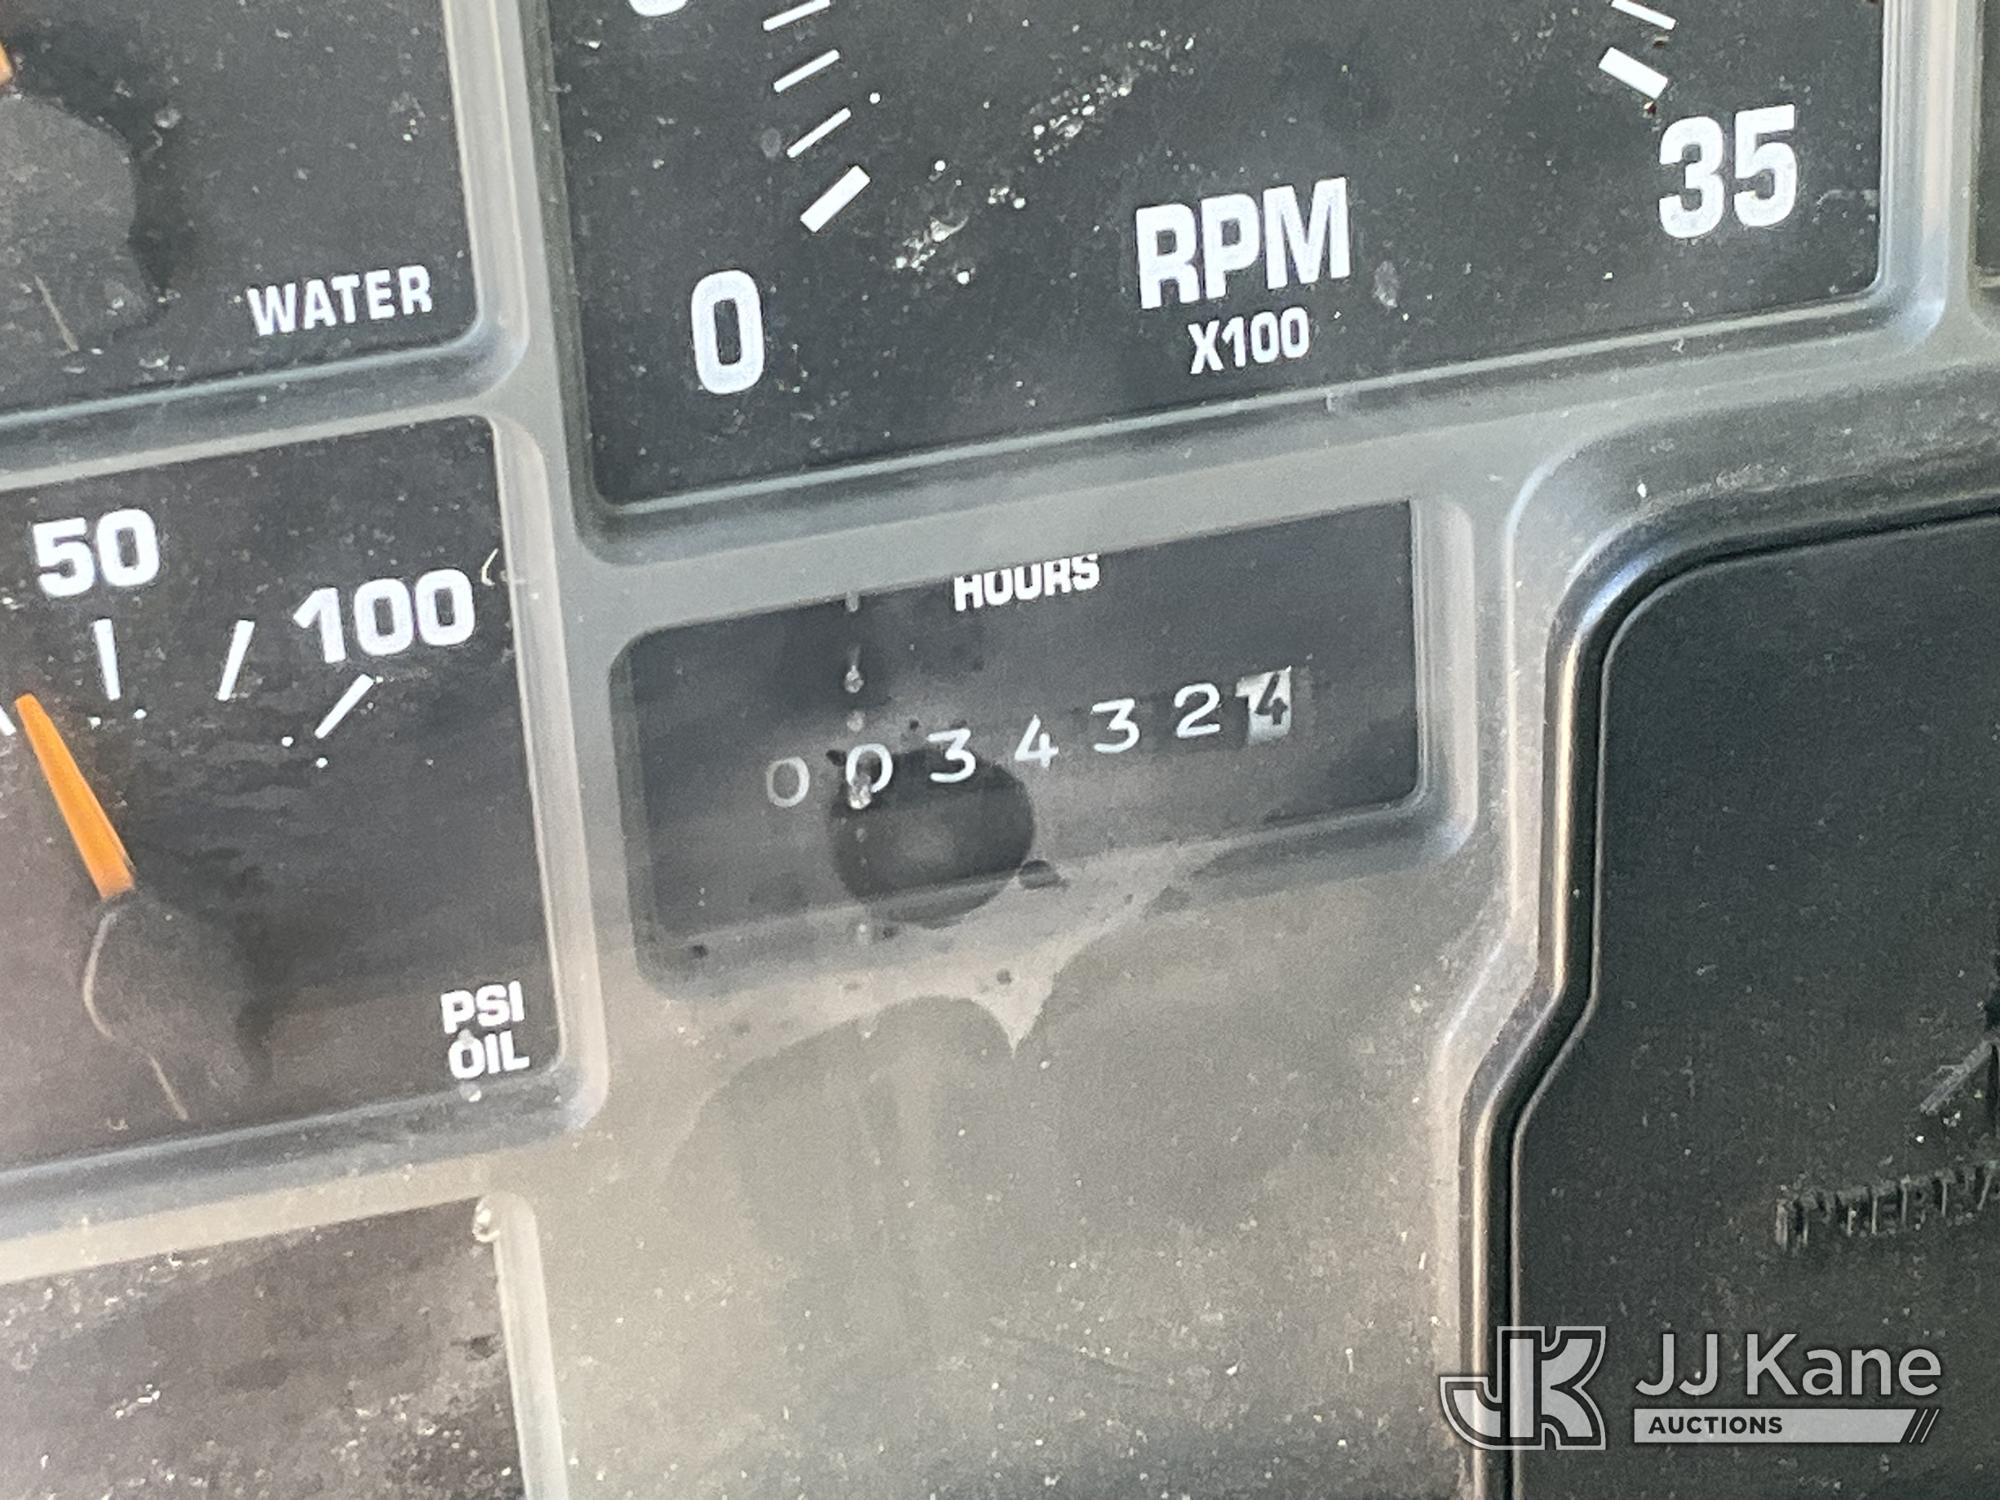 0
35
RPM
X100
WATER
50
100
HOURS
0034324
PSI
OIL
JJ Kane
AUCTIONS